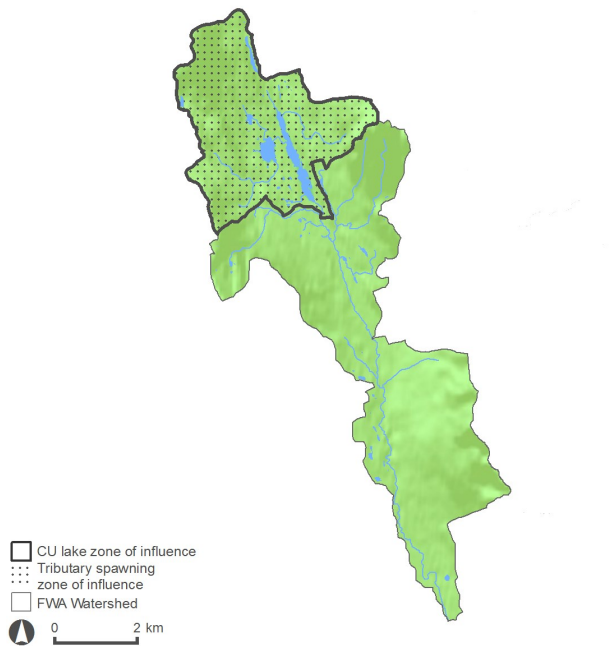 CU lake zone of influence
Tributary spawning
zone of influence
FWA Watershed
0 2 km